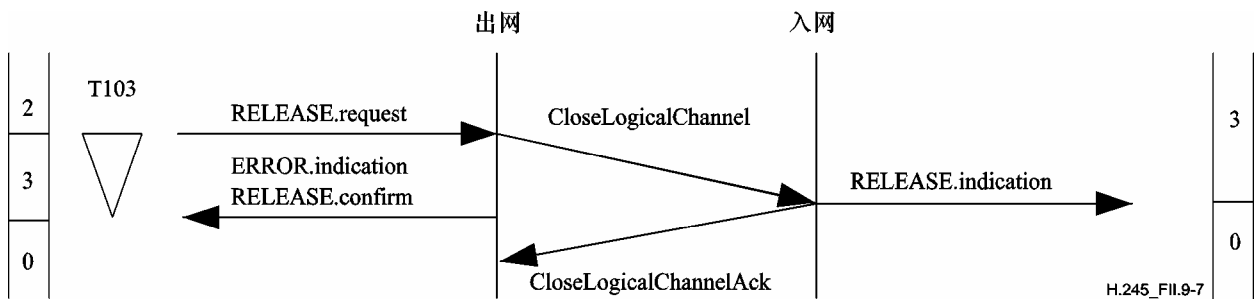 出网
入网
T103
2
RELEASE.request
CloseLogicalChannel
3
ERROR.indication
3
RELEASE.confirm
RELEASE.indication
0
0
CloseLogicalChannelAck
H.245_FII.9-7